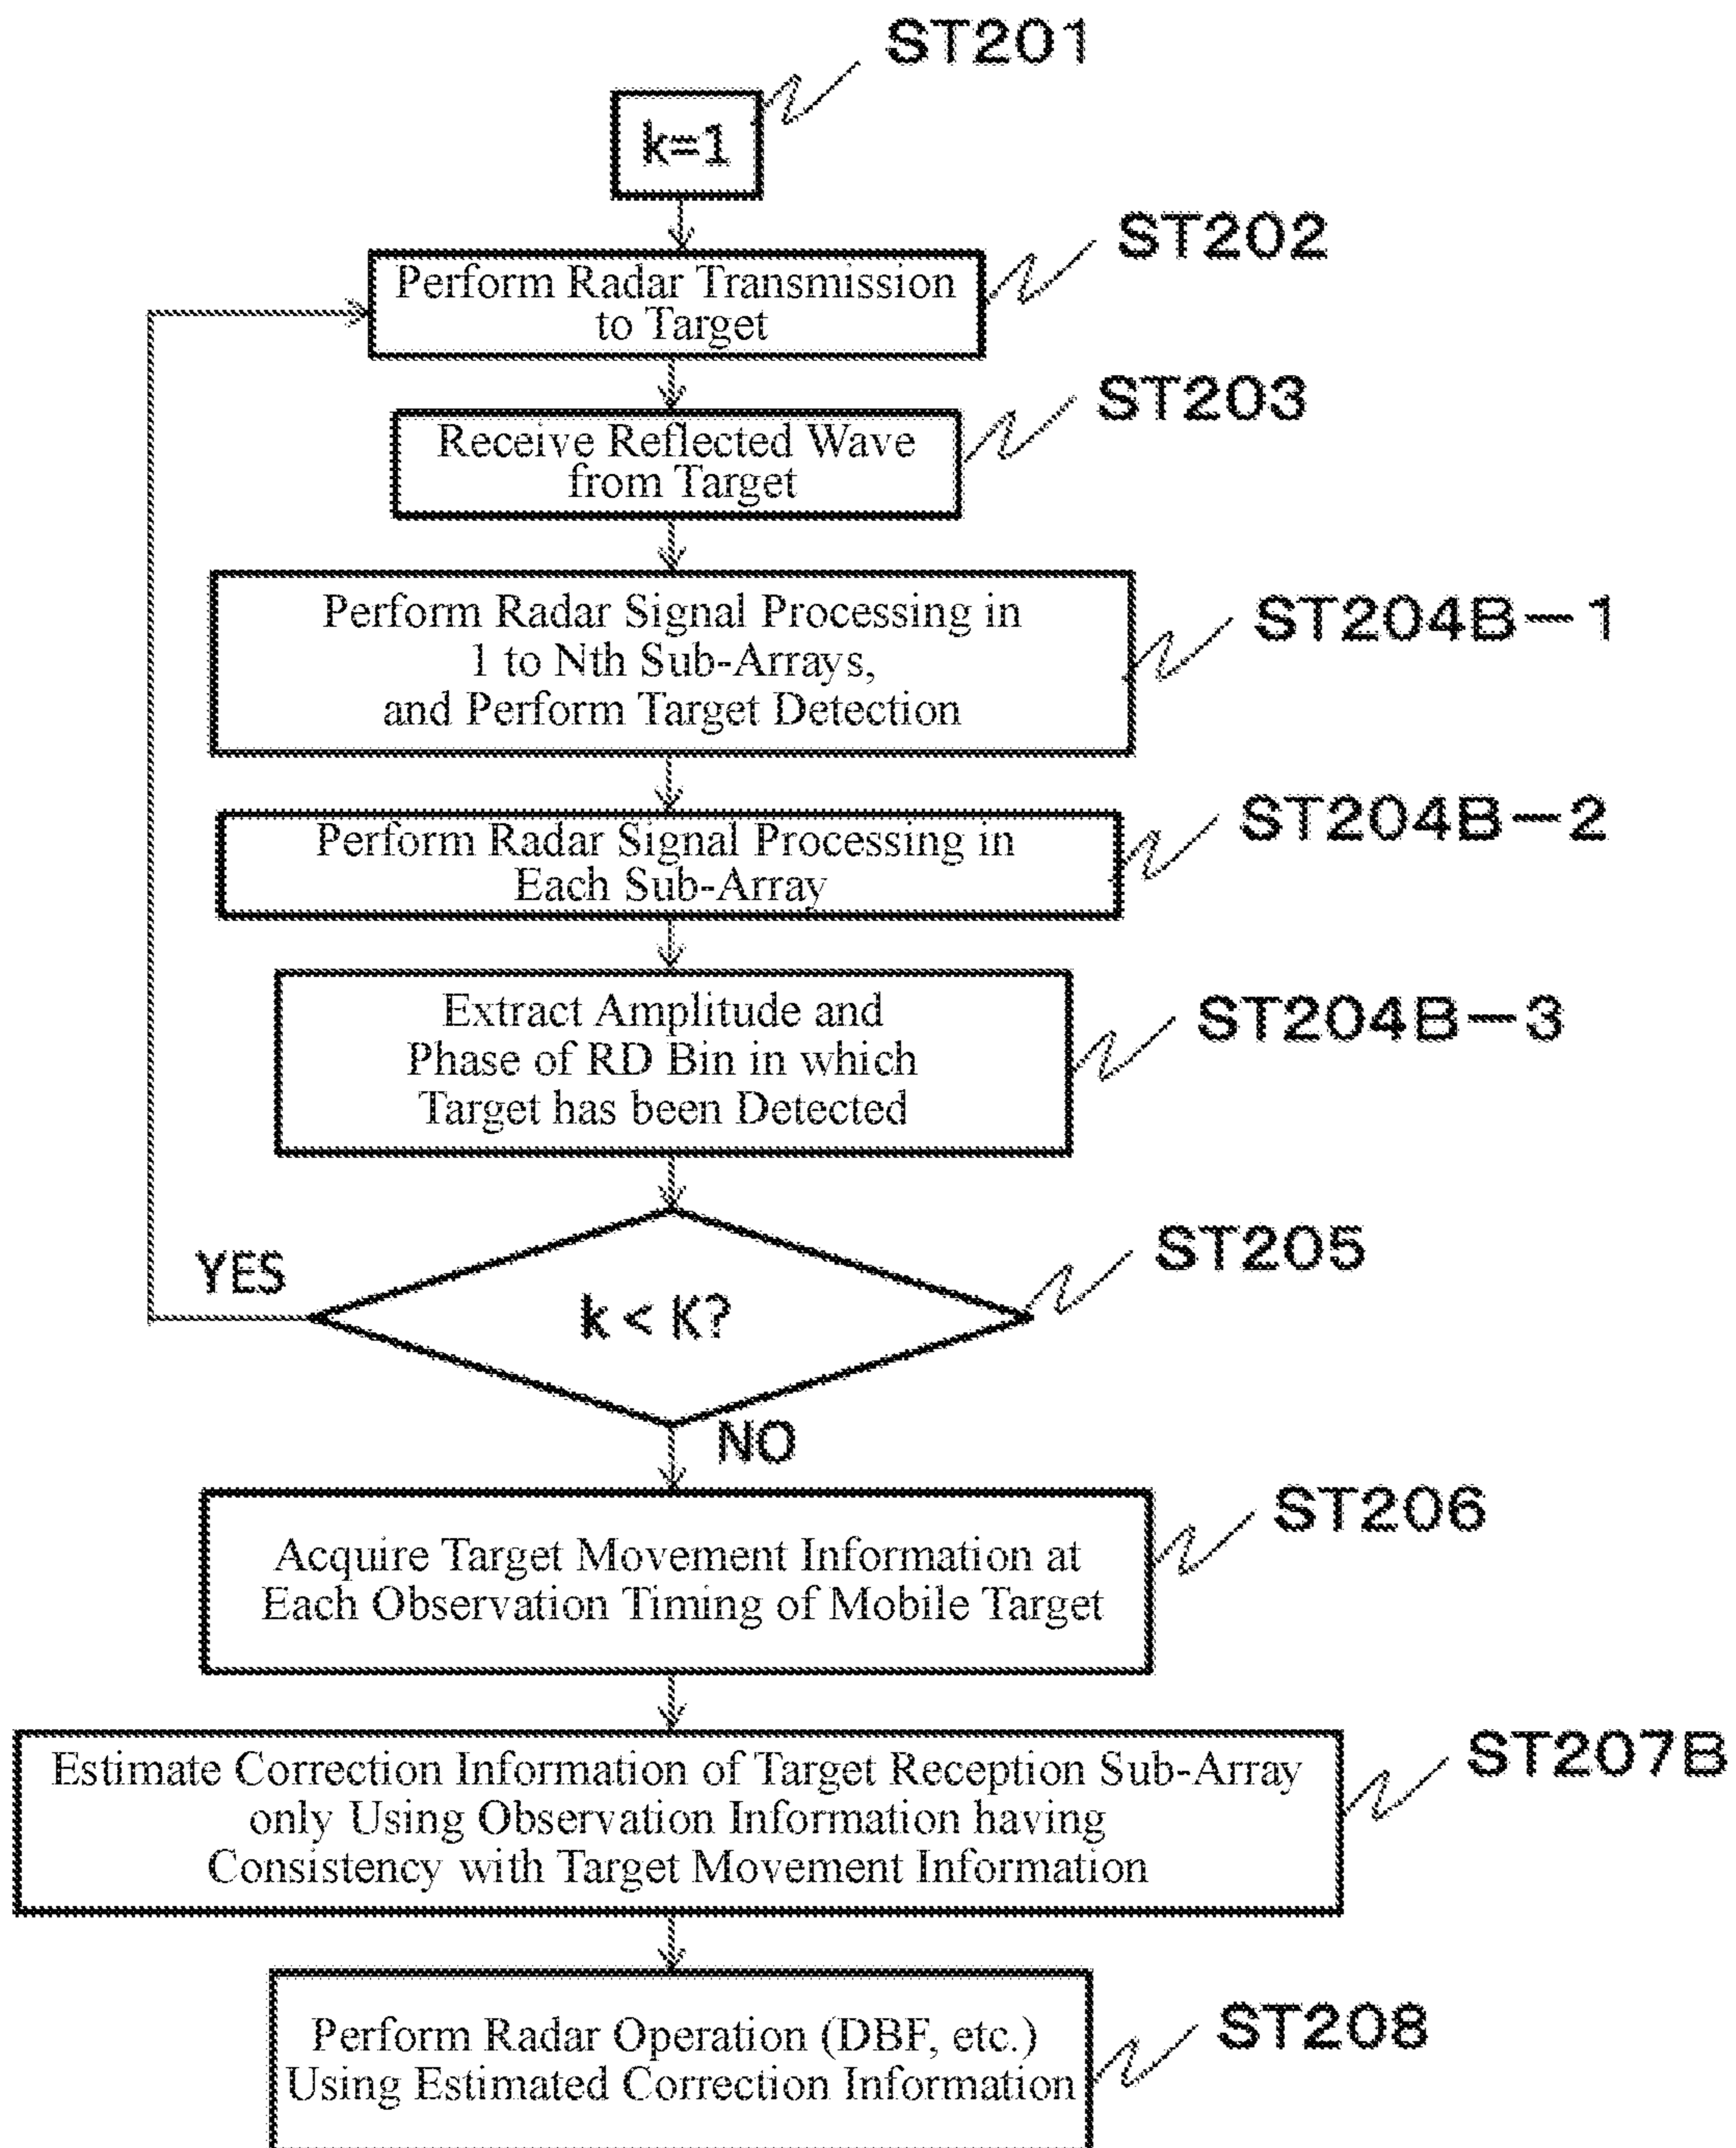 ST201
k=1
ST202
Perform Radar Transmission
to Target
ST203
Receive Reflected Wave
from Target
ST204B-1
Perform Radar Signal Processing in
1 to Nth Sub-Arrays,
and Perform Target Detection
ST204B-2
Perform Radar Signal Processing in
Each Sub-Array
ST204B-3
Extract Amplitude and
Phase of RD Bin in which
Target has been Detected
ST205
YES
k < K?
NO
ST206
Acquire Target Movement Information at
Each Observation Timing of Mobile Target
ST207B
Estimate Correction Information of Target Reception Sub-Array
only Using Observation Information having
Consistency with Target Movement Information
ST208
Perform Radar Operation (DBF, etc.)
Using Estimated Correction Information